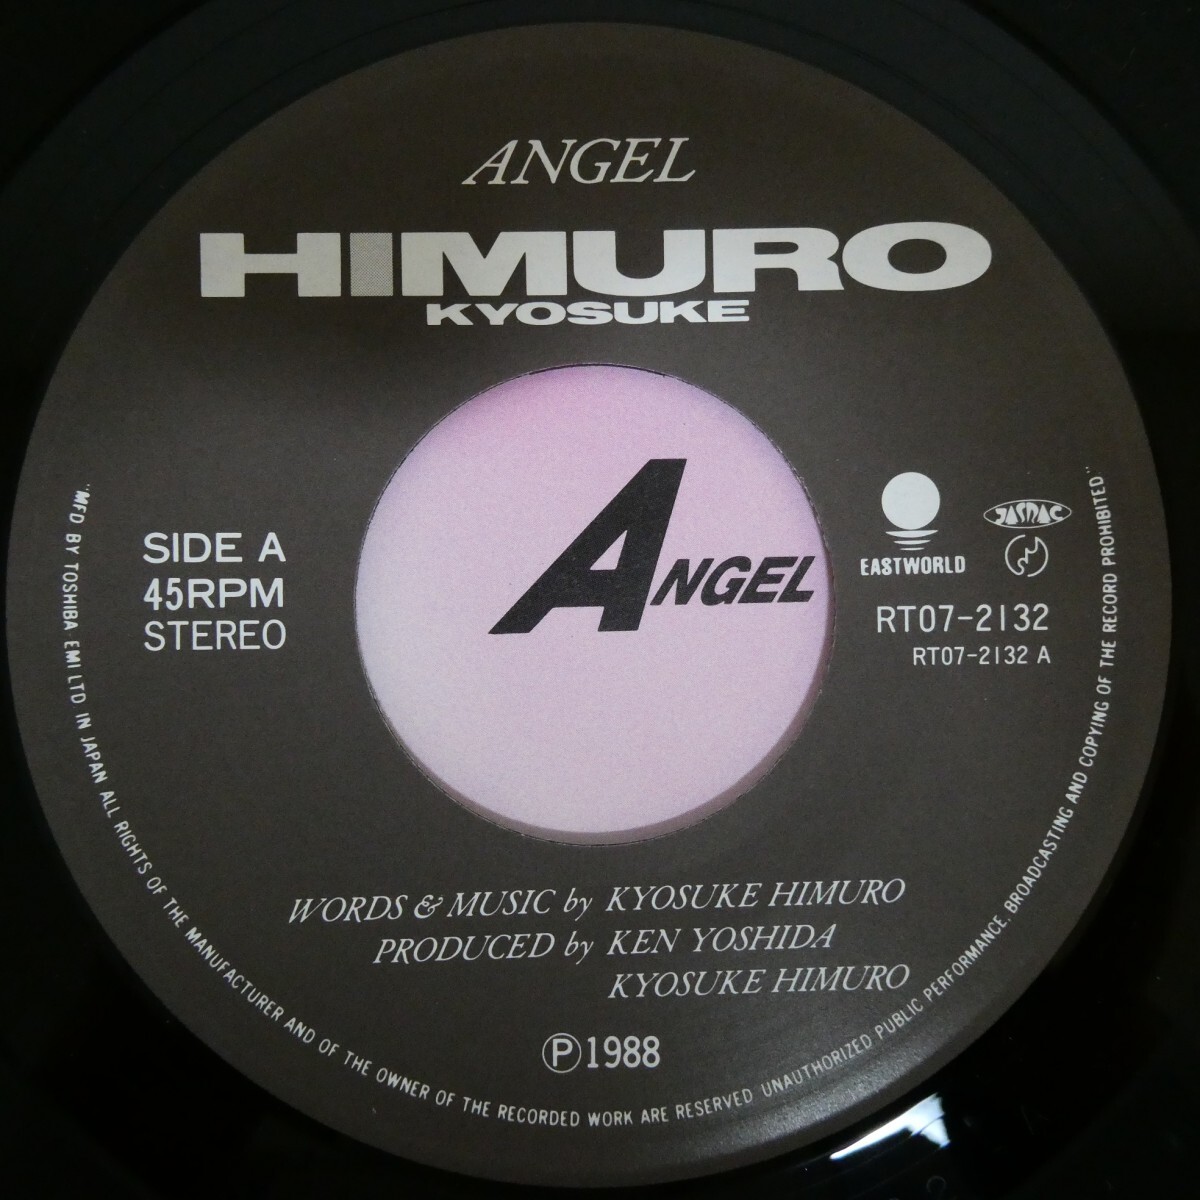 ANGEL
HIMURO
KYOSUKE
ANGEL
SIDE A
45RPM
STEREO
EASTWORLD
JASRAC
RT07-2132
RT07-2132 A
WORDS & MUSIC by KYOSUKE HIMURO
PRODUCED by KEN YOSHIDA
KYOSUKE HIMURO
Ⓟ1988
"MFD BY TOSHIBA EMI LTD IN JAPAN ALL RIGHTS OF THE MANUFACTURER AND OF THE OWNER OF THE RECORDED WORK ARE RESERVED UNAUTHORIZED PUBLIC PERFORMANCE, BROADCASTING AND COPYING OF THE RECORD PROHIBITED"